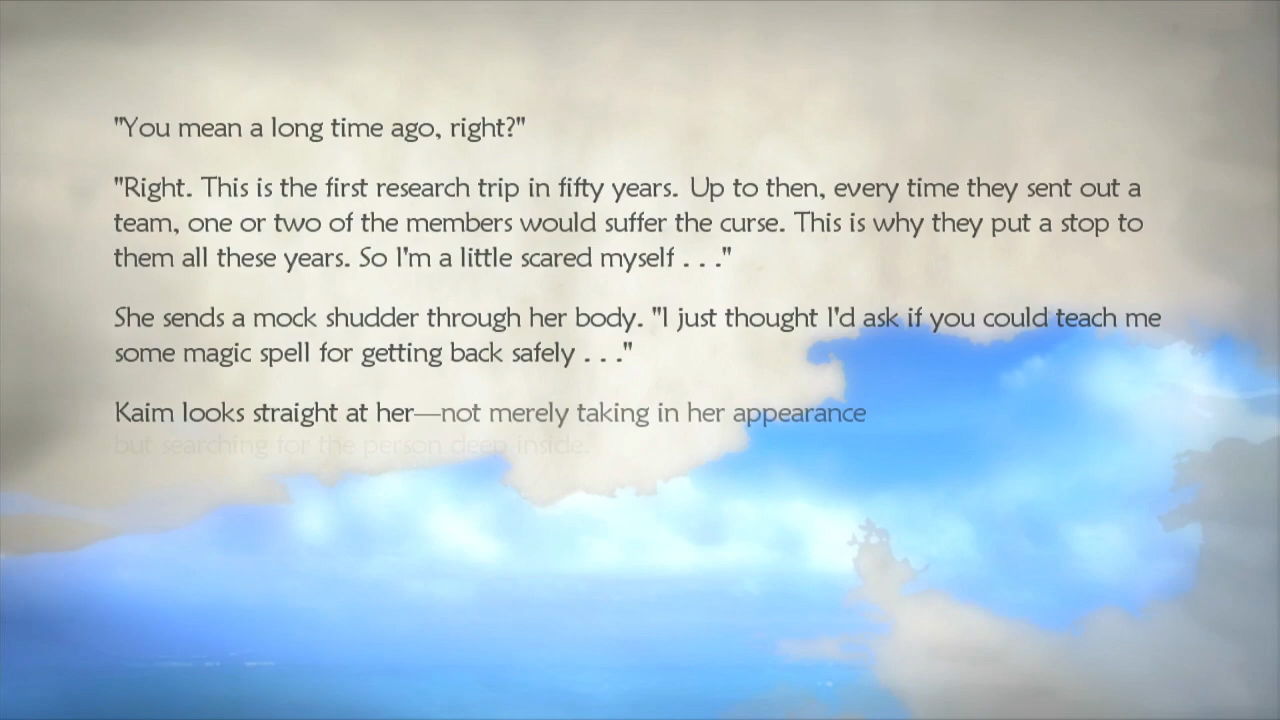 "You mean a long time ago, right?"
"Right. This is the first research trip in fifty years. Up to then, every time they sent out a
team, one or two of the members would suffer the curse. This is why they put a stop to
them all these years. So I'm a little scared myself . . ."
She sends a mock shudder through her body. "I just thought I'd ask if you could teach me
some magic spell for getting back safely . . ."
Kaim looks straight at her—not merely taking in her appearance
but searching for the person deep inside.